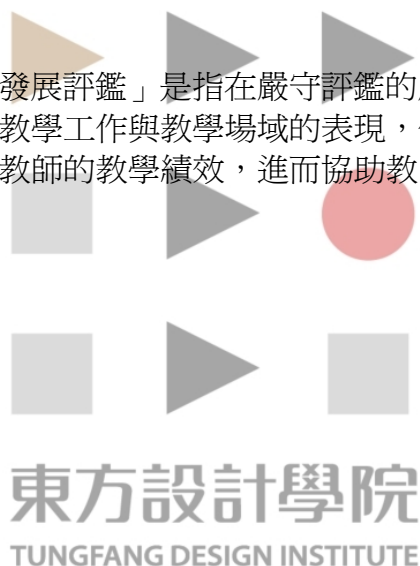 發展評鑑」是指在嚴守評鑑的
教學工作與教學場域的表現，
教師的教學績效，進而協助教
東方設計學院
TUNGFANG DESIGN INSTITUTE